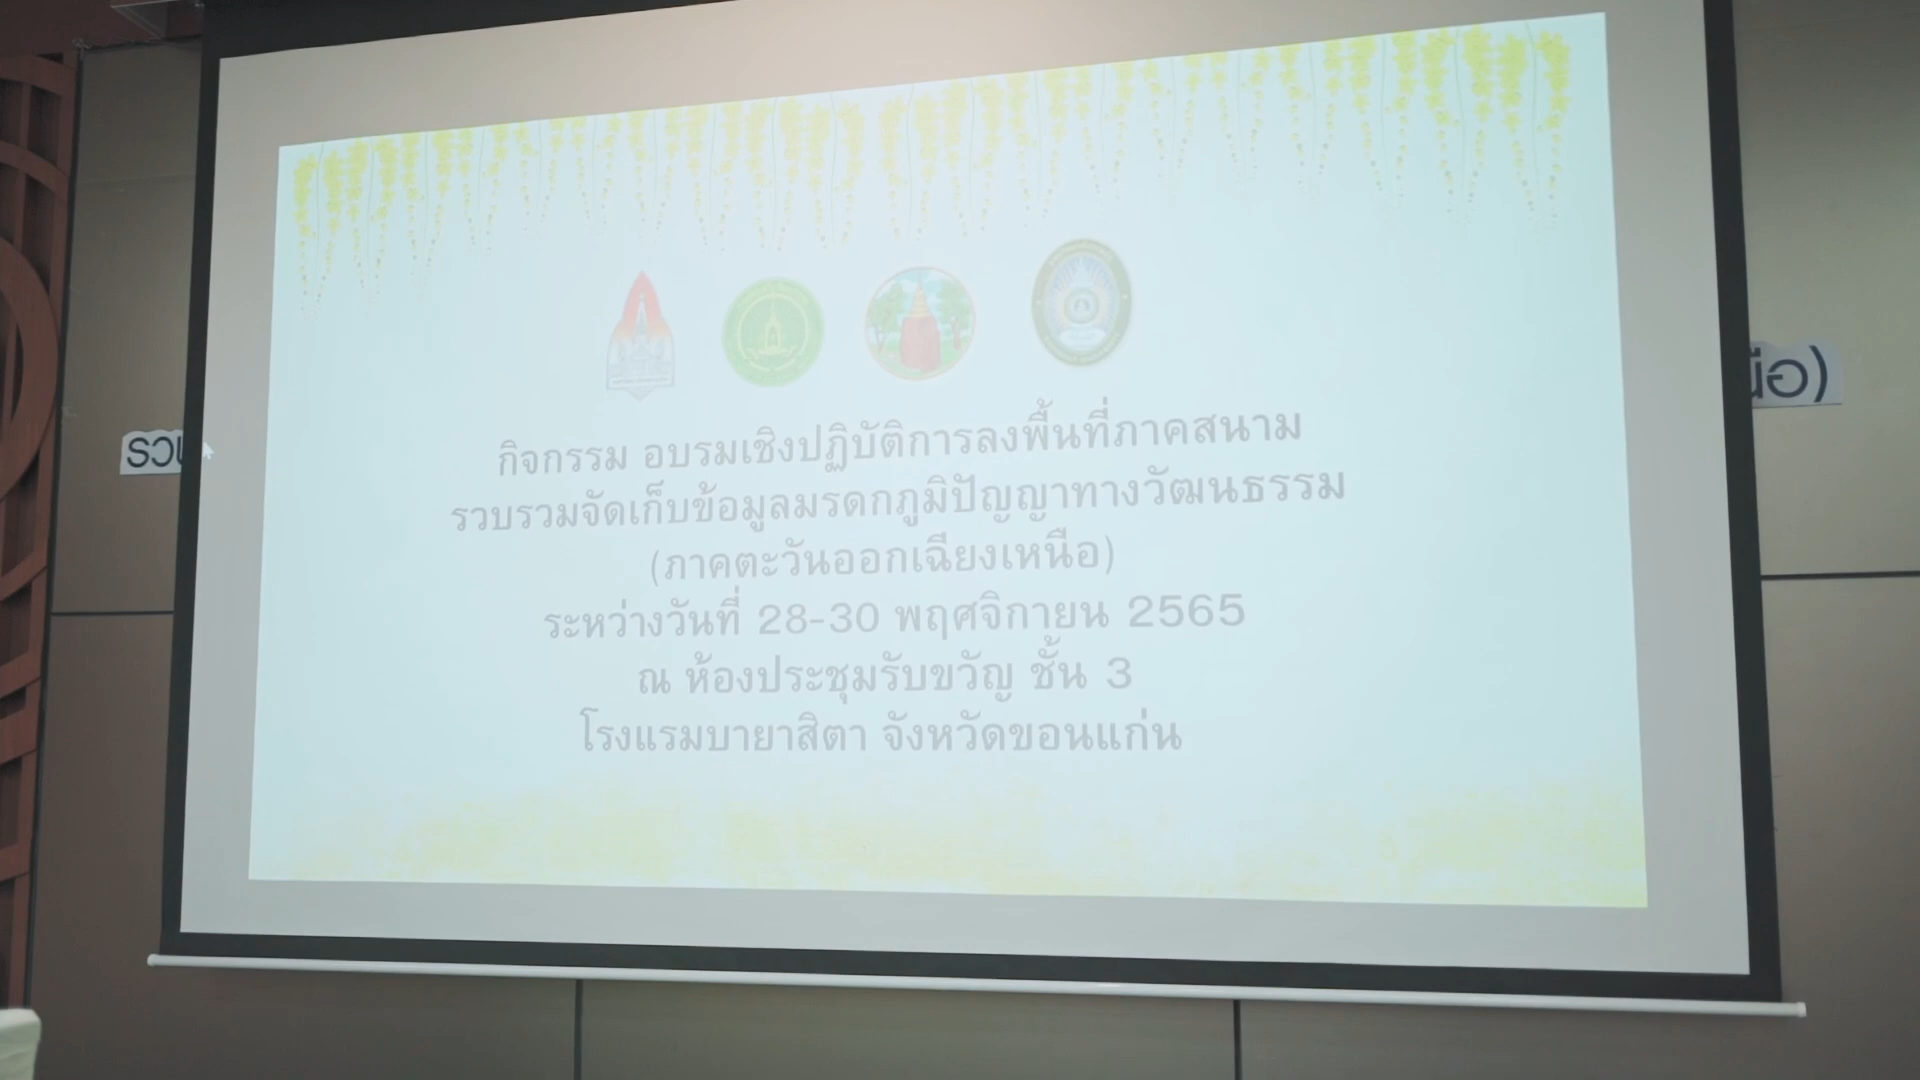 กิจกรรม อบรมเชิงปฏิบัติการลงพื้นที่ภาคสนาม
รวบรวมจัดเก็บข้อมูลมรดกภูมิปัญญาทางวัฒนธรรม
(ภาคตะวันออกเฉียงเหนือ)
ระหว่างวันที่ 28-30 พฤศจิกายน 2565
ณ ห้องประชุมรับขวัญ ชั้น 3
โรงแรมบายาสิตา จังหวัดขอนแก่น